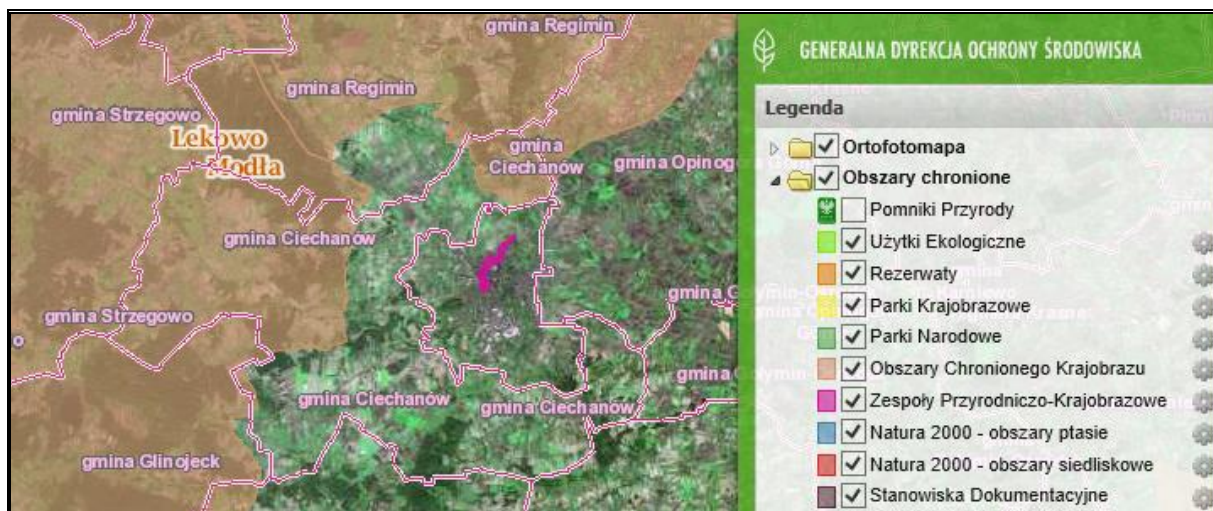 gmina Regimin
gmina Regimin
gmina Strzegowo
Lekowo
Modła
gmina
Ciechanów
gmina Opinogóra
gmina Ciechanów
gmina Strzegowo
gmina
gmina Ciechanów
gmina Ciechanów
gmina Glinojeck
GENERALNA DYREKCJA OCHRONY ŚRODOWISKA
Legenda
Ortofotomapa
Obszary chronione
Pomniki Przyrody
Użytki Ekologiczne
Rezerwaty
Parki Krajobrazowe
Parki Narodowe
Obszary Chronionego Krajobrazu
Zespoły Przyrodniczo-Krajobrazowe
Natura 2000 - obszary ptasie
Natura 2000 - obszary siedliskowe
Stanowiska Dokumentacyjne